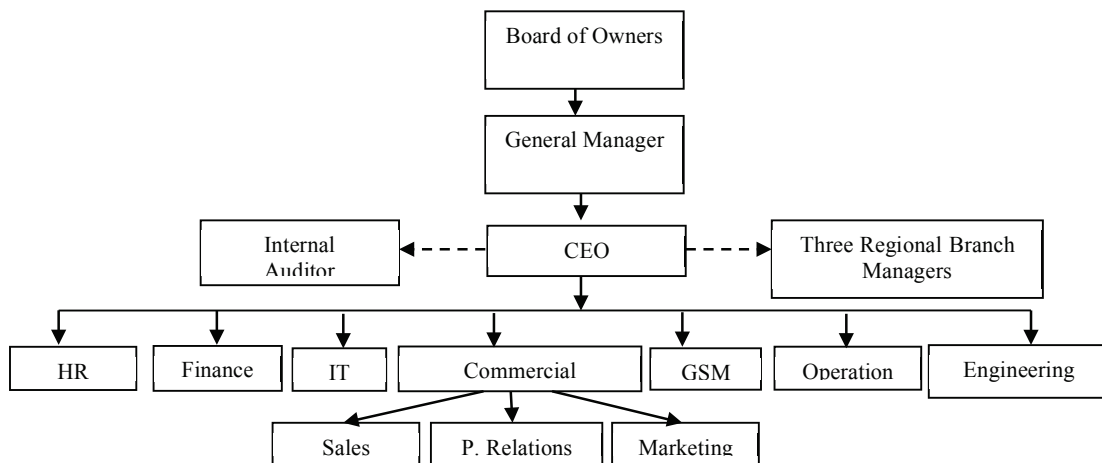 Board of Owners
General Manager
Internal
Auditor
CEO
Three Regional Branch
Managers
HR
Finance
IT
Commercial
GSM
Operation
Engineering
Sales
P. Relations
Marketing